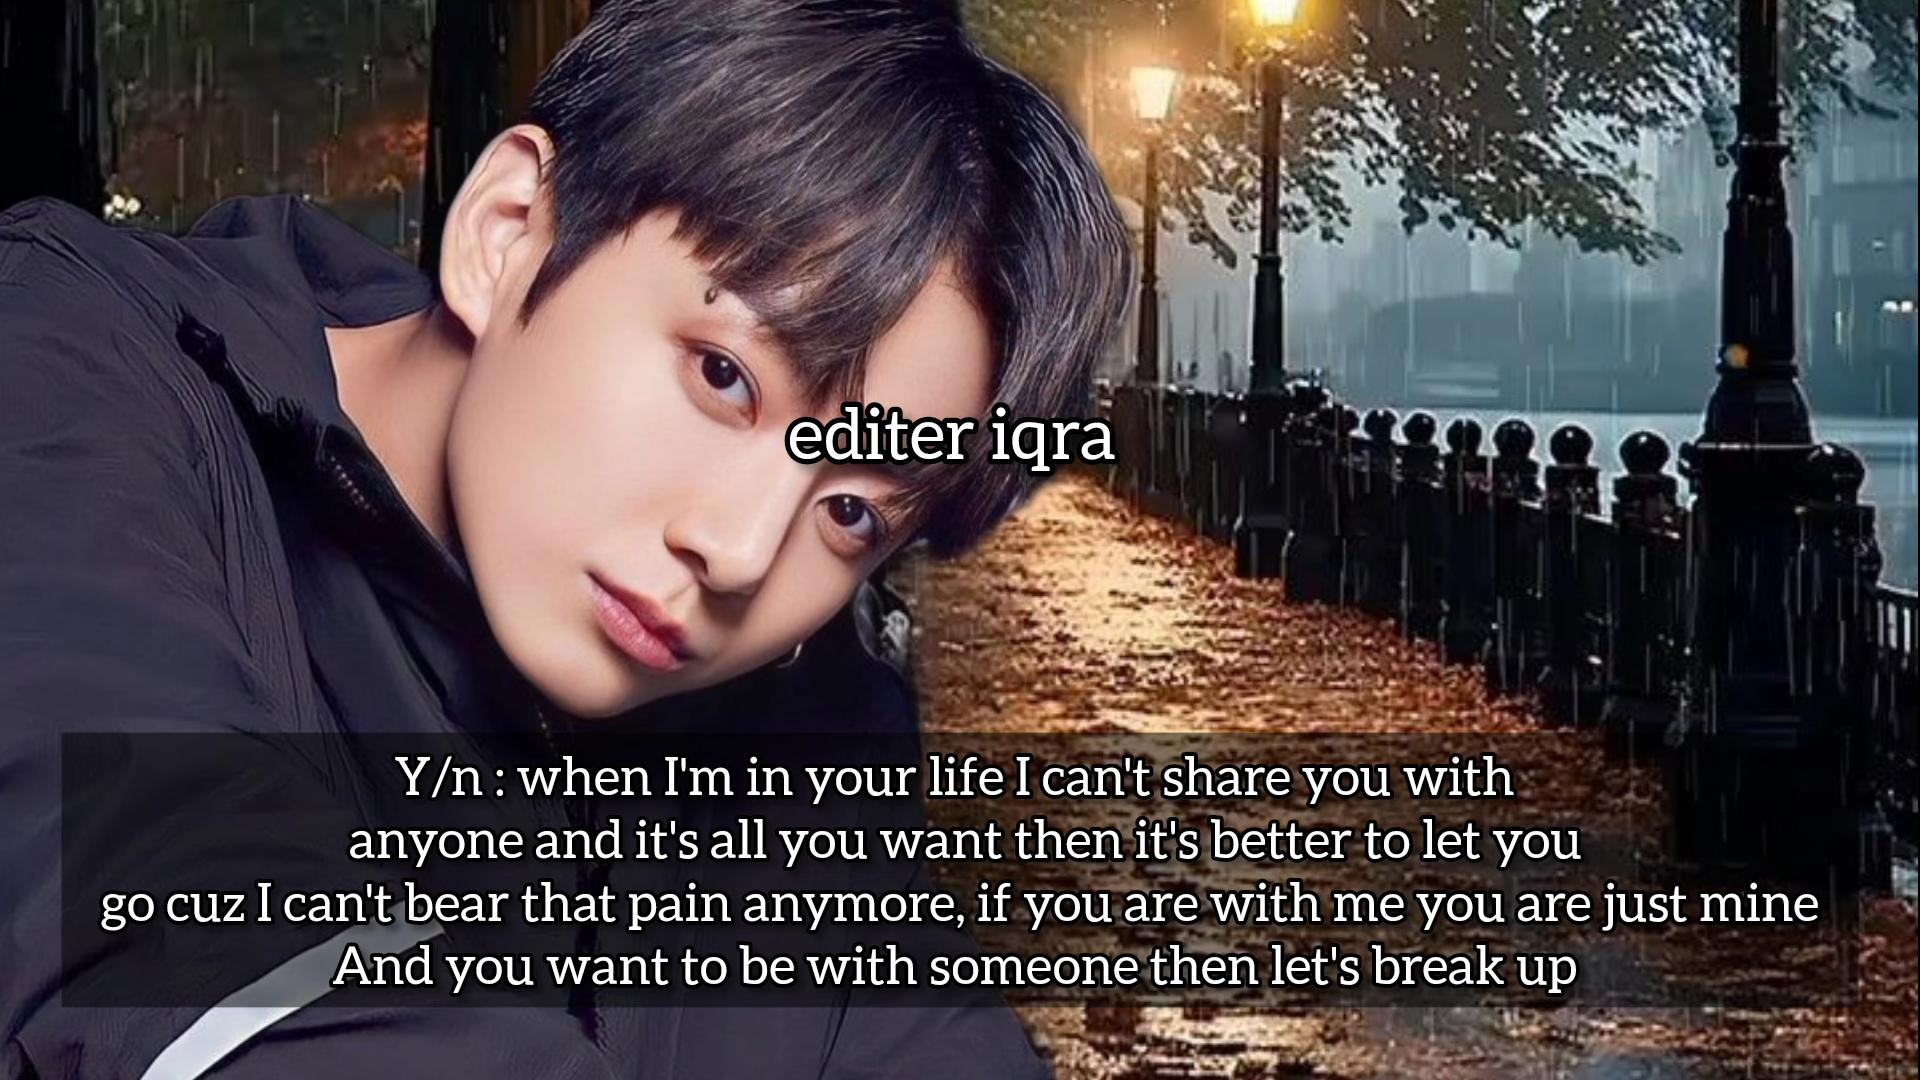 editer iqra
Y/n : when I'm in your life I can't share you with
anyone and it's all you want then it's better to let you
go cuz I can't bear that pain anymore, if you are with me you are just mine
And you want to be with someone then let's break up